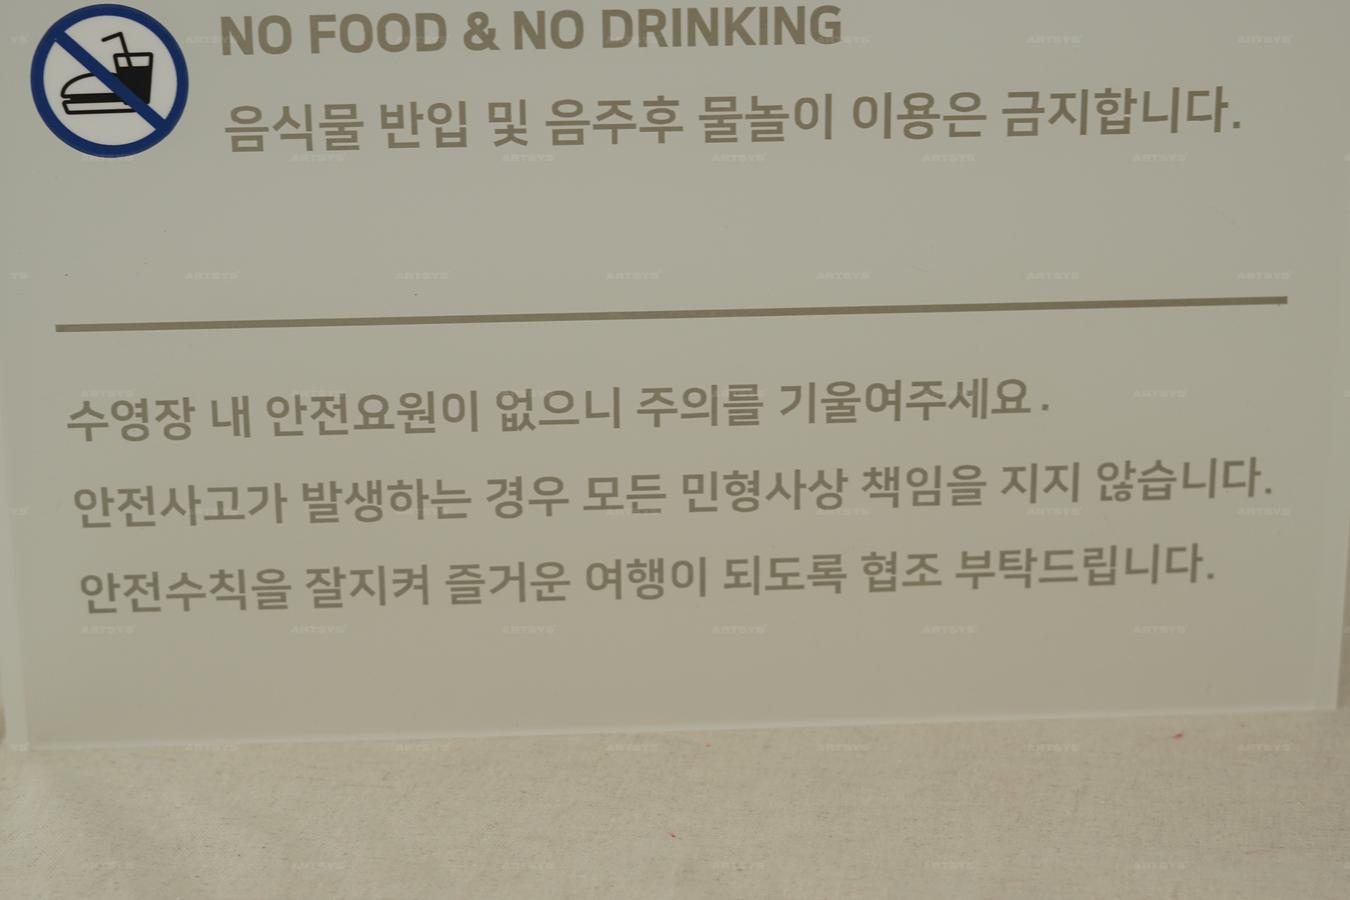 NO FOOD & NO DRINKING
음식물 반입 및 음주후 물놀이 이용은 금지합니다.
수영장 내 안전요원이 없으니 주의를 기울여주세요.
안전사고가 발생하는 경우 모든 민형사상 책임을 지지 않습니다.
안전수칙을 잘지켜 즐거운 여행이 되도록 협조 부탁드립니다.